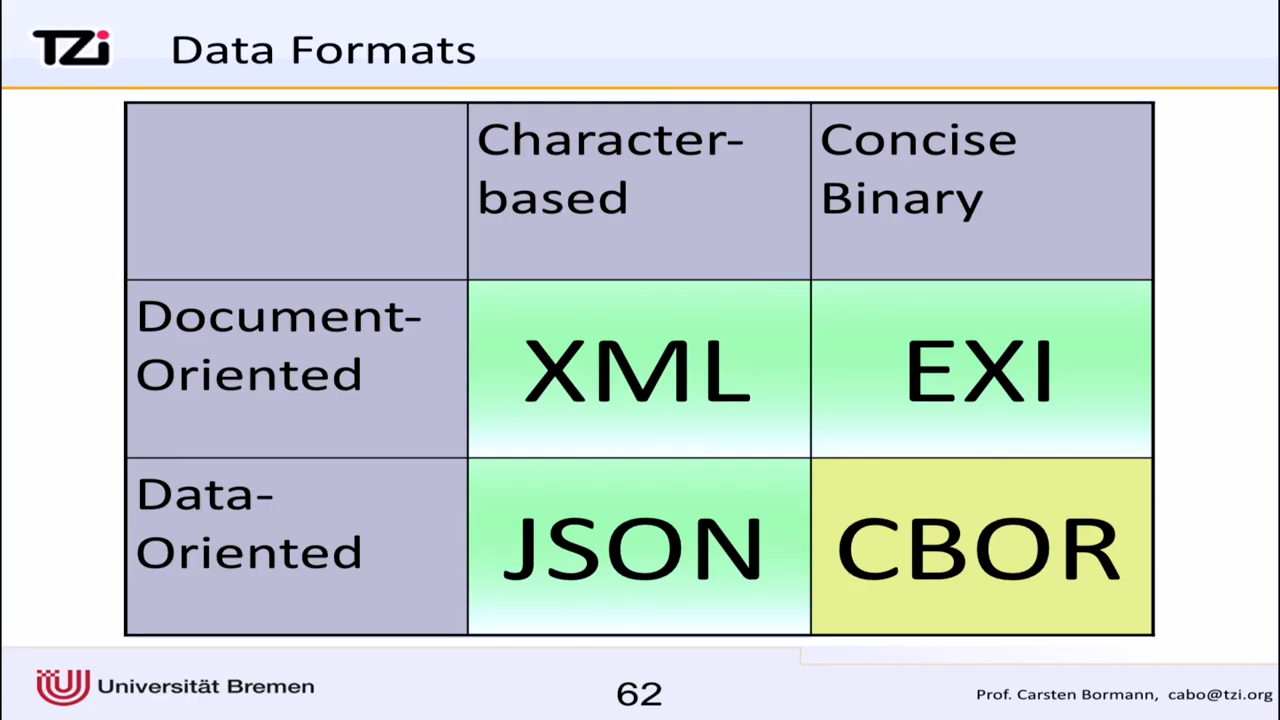 TZi
Data Formats
Character-
based
Concise
Binary
Document-
Oriented
XML
EXI
Data-
Oriented
JSON
CBOR
Universität Bremen
62
Prof. Carsten Bormann, cabo@tzi.org